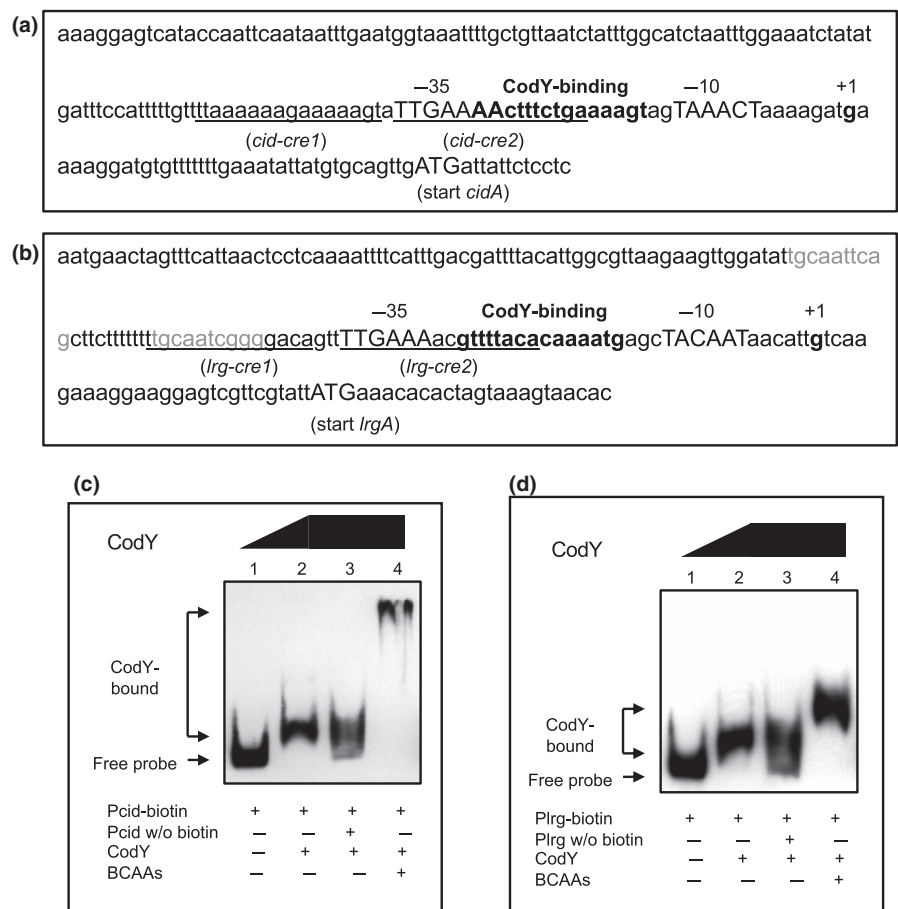 (a)
aaaggagtcataccaattcaataatttgaatggtaaattttgctgttaatctatttggcatctaatttggaaatctatat
–35 CodY-binding –10 +1
gatttccatttttgttttaaaaaagaaaaagtaTTGAAAActttctgaaaagtagTAAACTaaaagatga
(cid-cre1) (cid-cre2)
aaaggatgtgtttttttgaaatattatgtgcagttgATGattattctcctc
(start cidA)
(b)
aatgaactagtttcattaactcctcaaaattttcatttgacgattttacattggcgttaagaagttggatattgcaattca
–35 CodY-binding –10 +1
gcttctttttttttgcaatcggggacagttTTGAAAacgttttacacaaaatgagcTACAATaacattgtcaa
(lrg-cre1) (lrg-cre2)
gaaaggaaggagtcgttcgtattATGaaacacactagtaaagtaacac
(start lrgA)
(c)
CodY
1 2 3 4
CodY-
bound
Free probe
Pcid-biotin + + + +
Pcid w/o biotin – – + –
CodY – + + +
BCAAs – – – +
(d)
CodY
1 2 3 4
CodY-
bound
Free probe
Plrg-biotin + + + +
Plrg w/o biotin – – + –
CodY – + + +
BCAAs – – – +